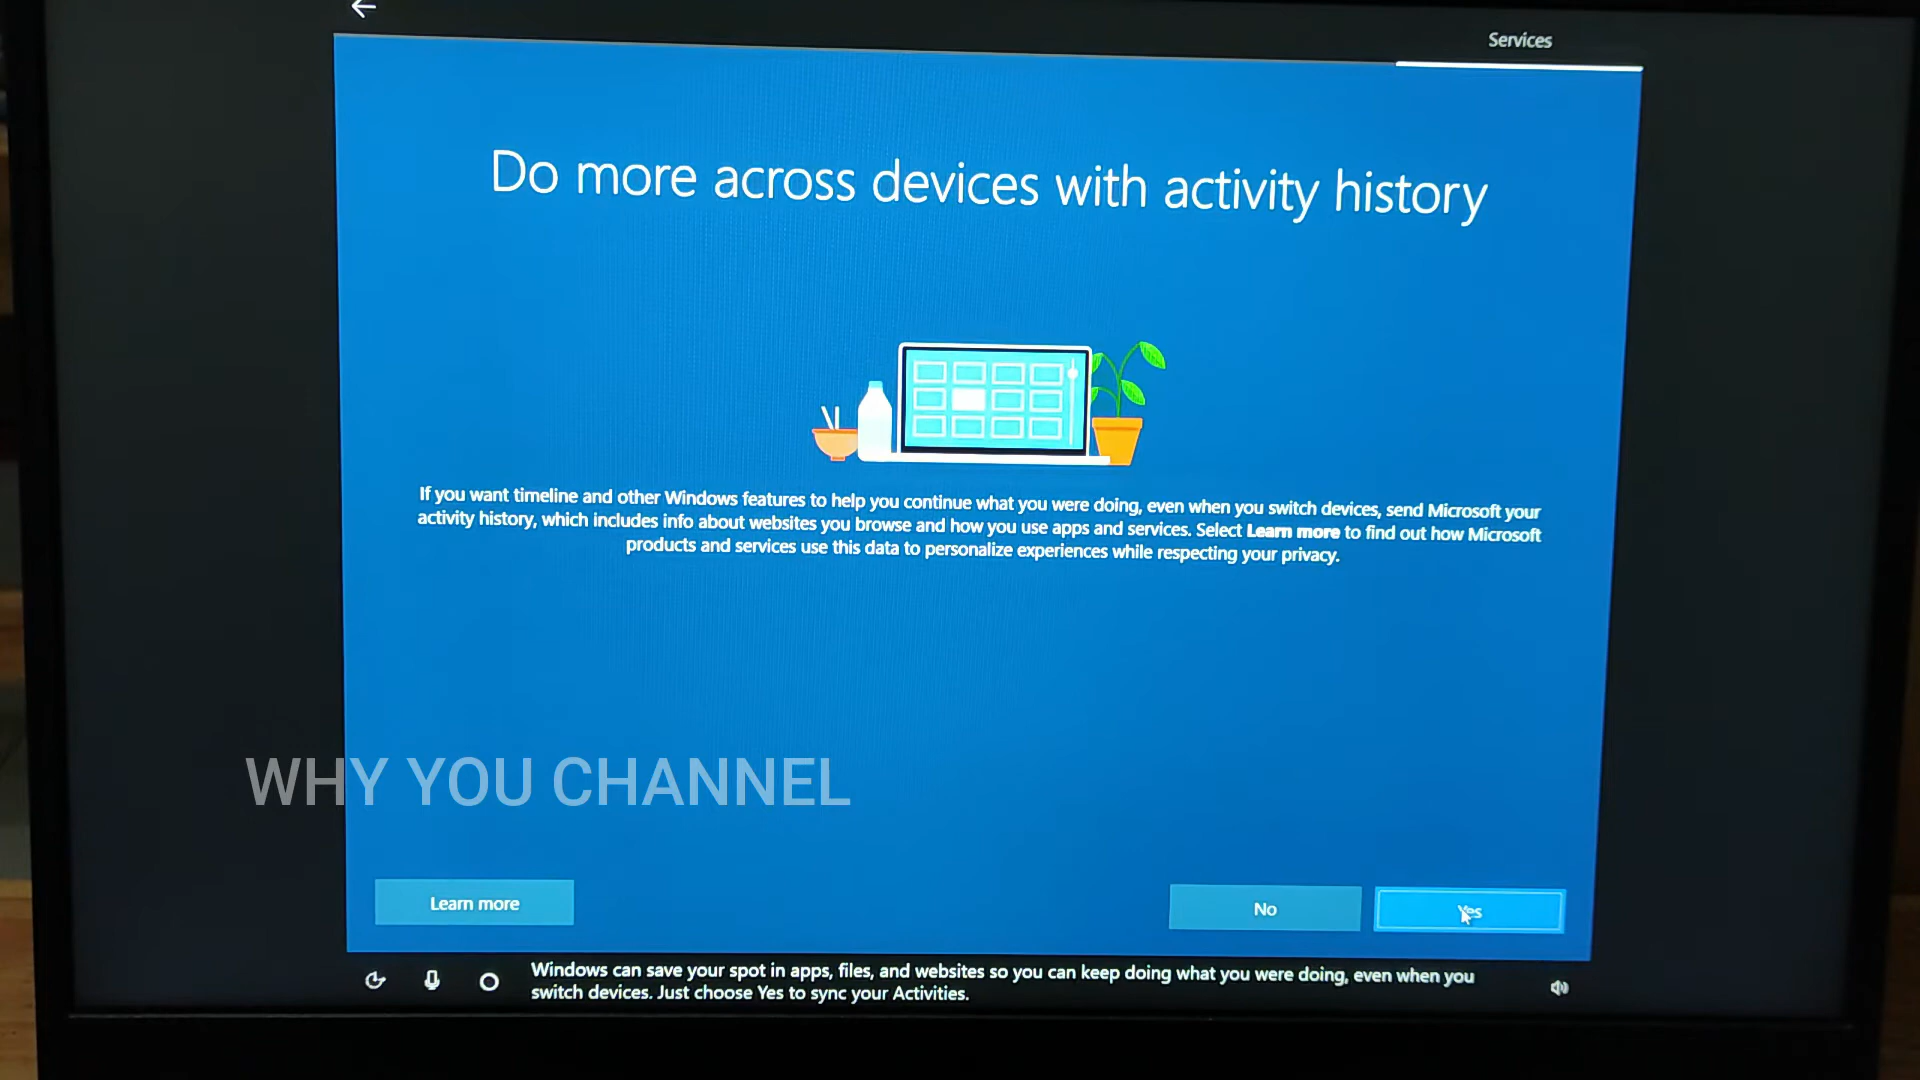 Services
Do more across devices with activity history
If you want timeline and other Windows features to help you continue what you were doing, even when you switch devices, send Microsoft your
activity history, which includes info about websites you browse and how you use apps and services. Select Learn more to find out how Microsoft
products and services use this data to personalize experiences while respecting your privacy.
WHY YOU CHANNEL
Learn more
No
Yes
Windows can save your spot in apps, files, and websites so you can keep doing what you were doing, even when you
switch devices. Just choose Yes to sync your Activities.